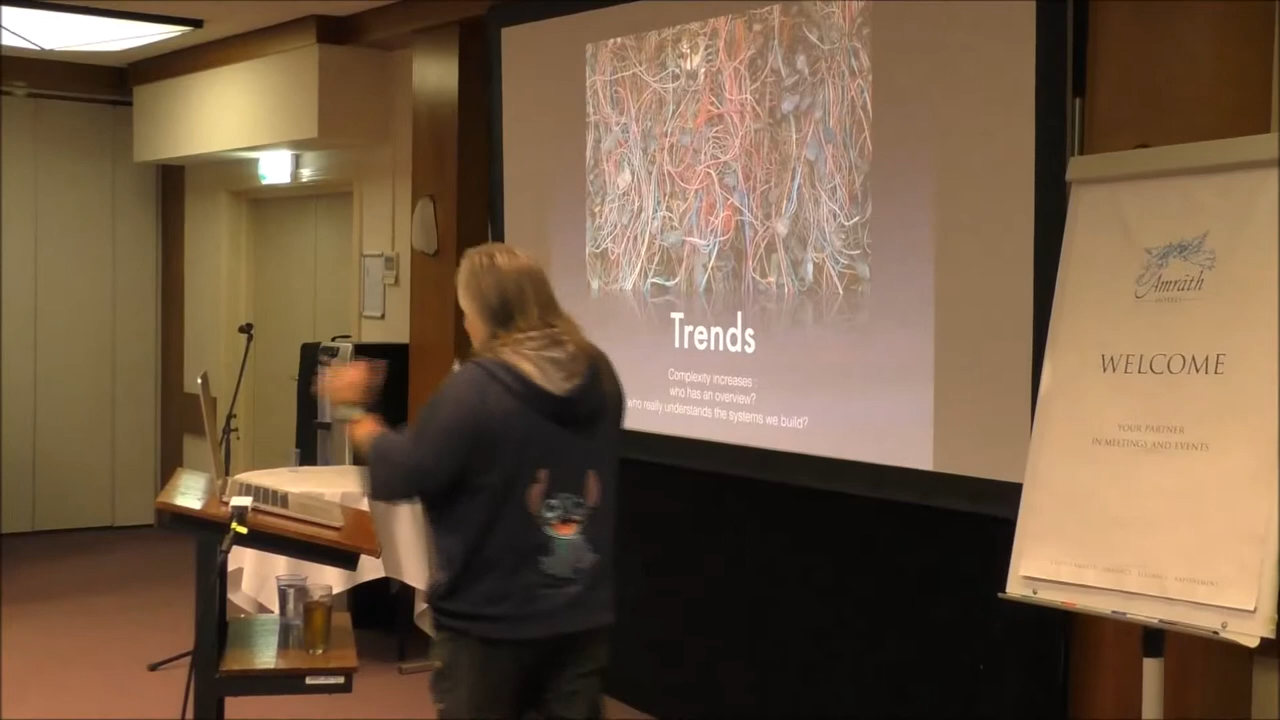 Trends
Complexity increases :
who has an overview?
who really understands the systems we build?
Amrâth
HOTELS
WELCOME
YOUR PARTNER
IN MEETINGS AND EVENTS